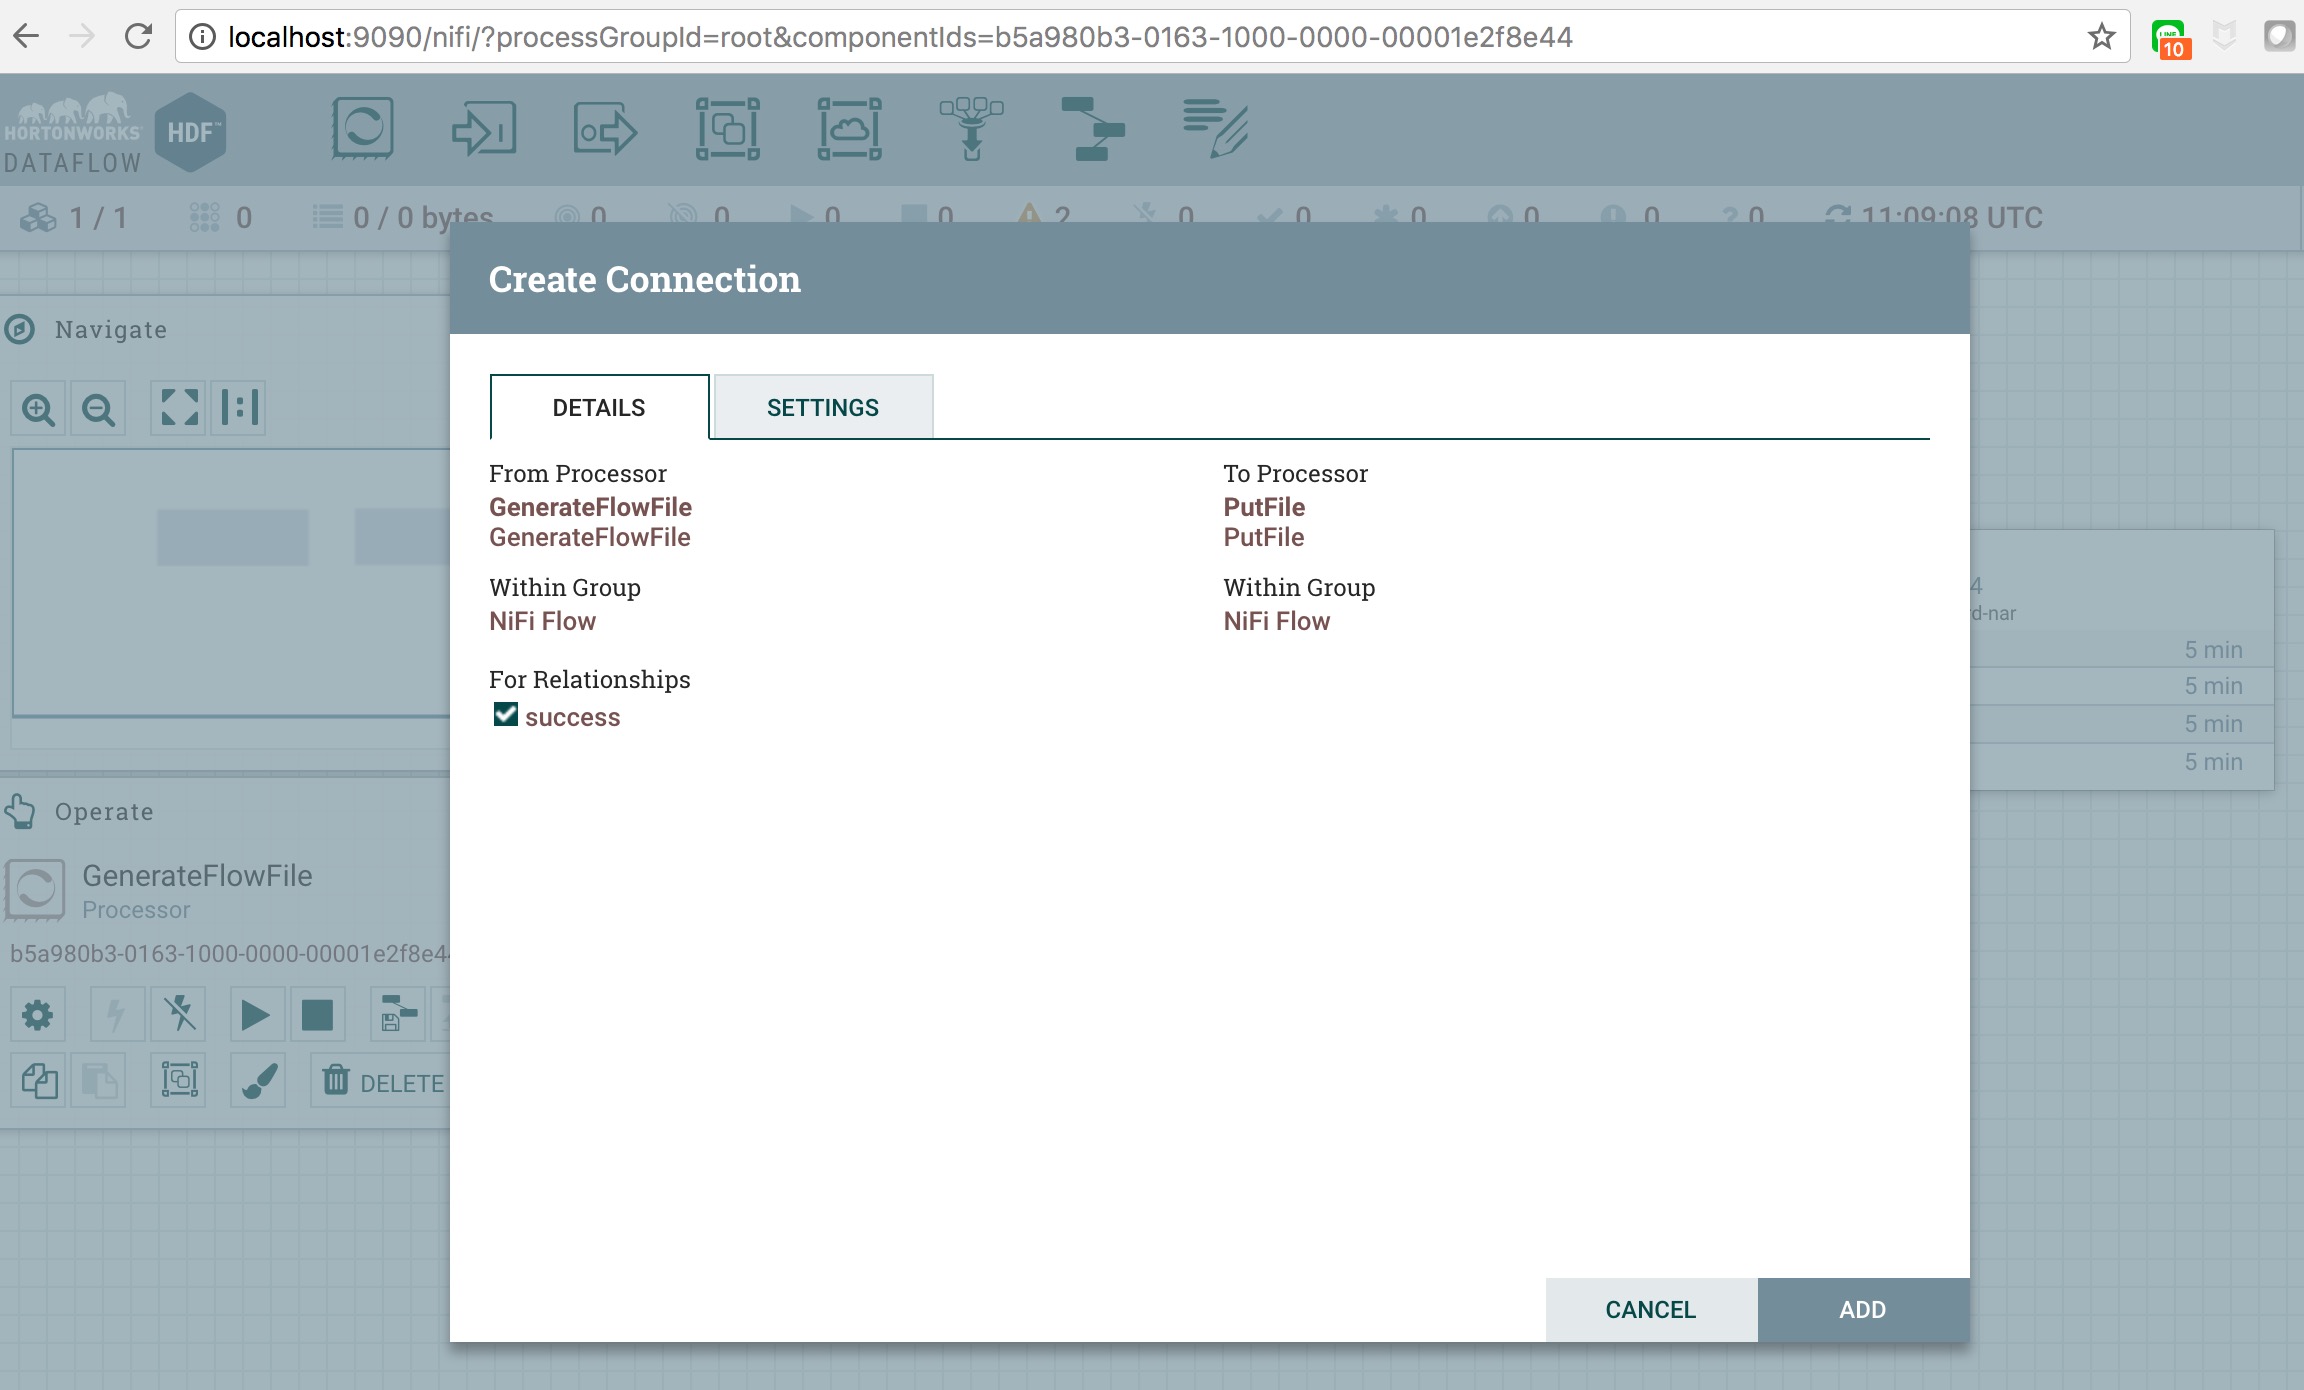 localhost:9090/nifi/?processGroupId=root&componentIds=b5a980b3-0163-1000-0000-00001e2f8e44
LINE
10
HORTONWORKS
DATAFLOW
HDF™
1 / 1
0
0 / 0 bytes
0
0
0
0
2
0
0
0
0
0
? 0
11:09:08 UTC
Create Connection
Navigate
DETAILS
SETTINGS
From Processor
GenerateFlowFile
GenerateFlowFile
To Processor
PutFile
PutFile
Within Group
NiFi Flow
Within Group
NiFi Flow
For Relationships
success
4
rd-nar
5 min
5 min
5 min
5 min
Operate
GenerateFlowFile
Processor
b5a980b3-0163-1000-0000-00001e2f8e44
DELETE
CANCEL
ADD